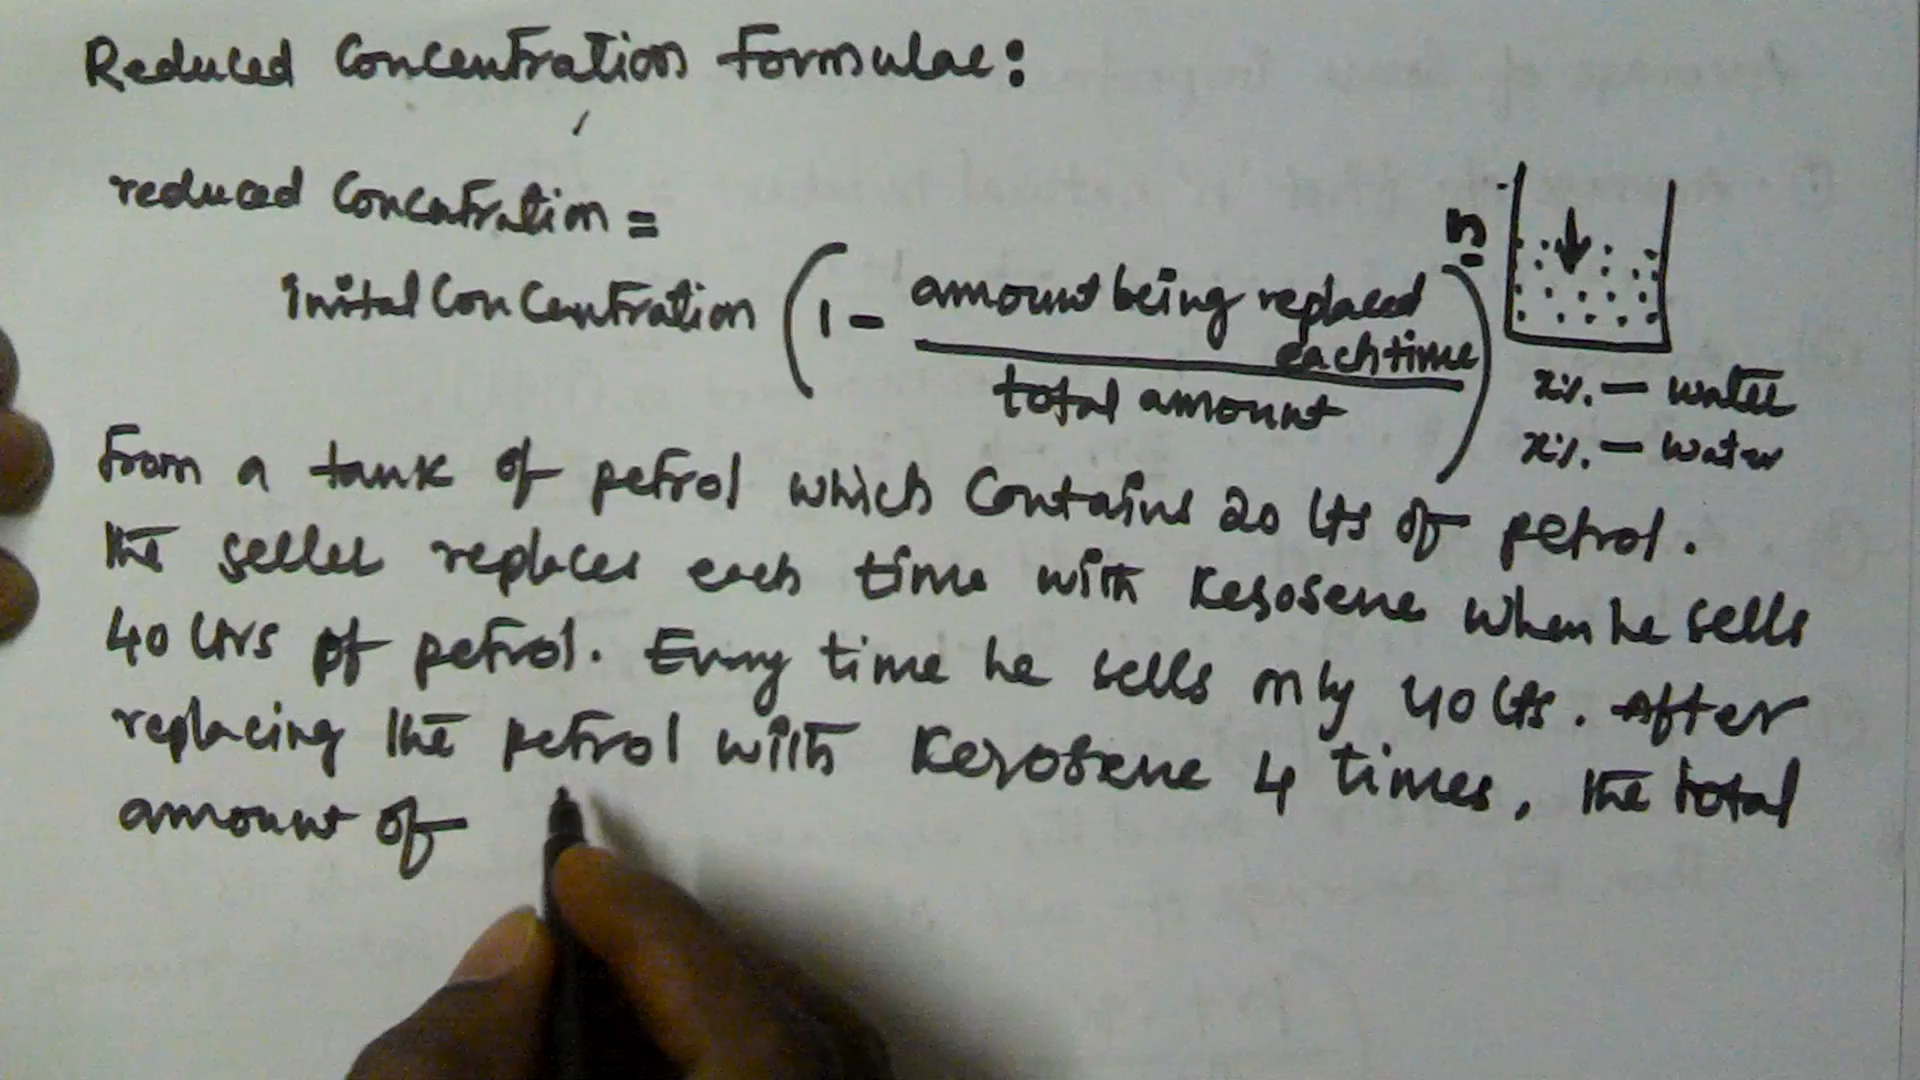 Reduced Concentration Formulae:
reduced Concentration =
Inital Concentration (1 - amount being replaced each time / total amount)
n
x%. — water
x%. — water
From a tank of petrol which Contains 20 lts of petrol.
the seller replaces each time with Kerosene when he sells
40 ltrs of petrol. Every time he sells only 40 lts. After
replacing the petrol with Kerosene 4 times, the total
amount of